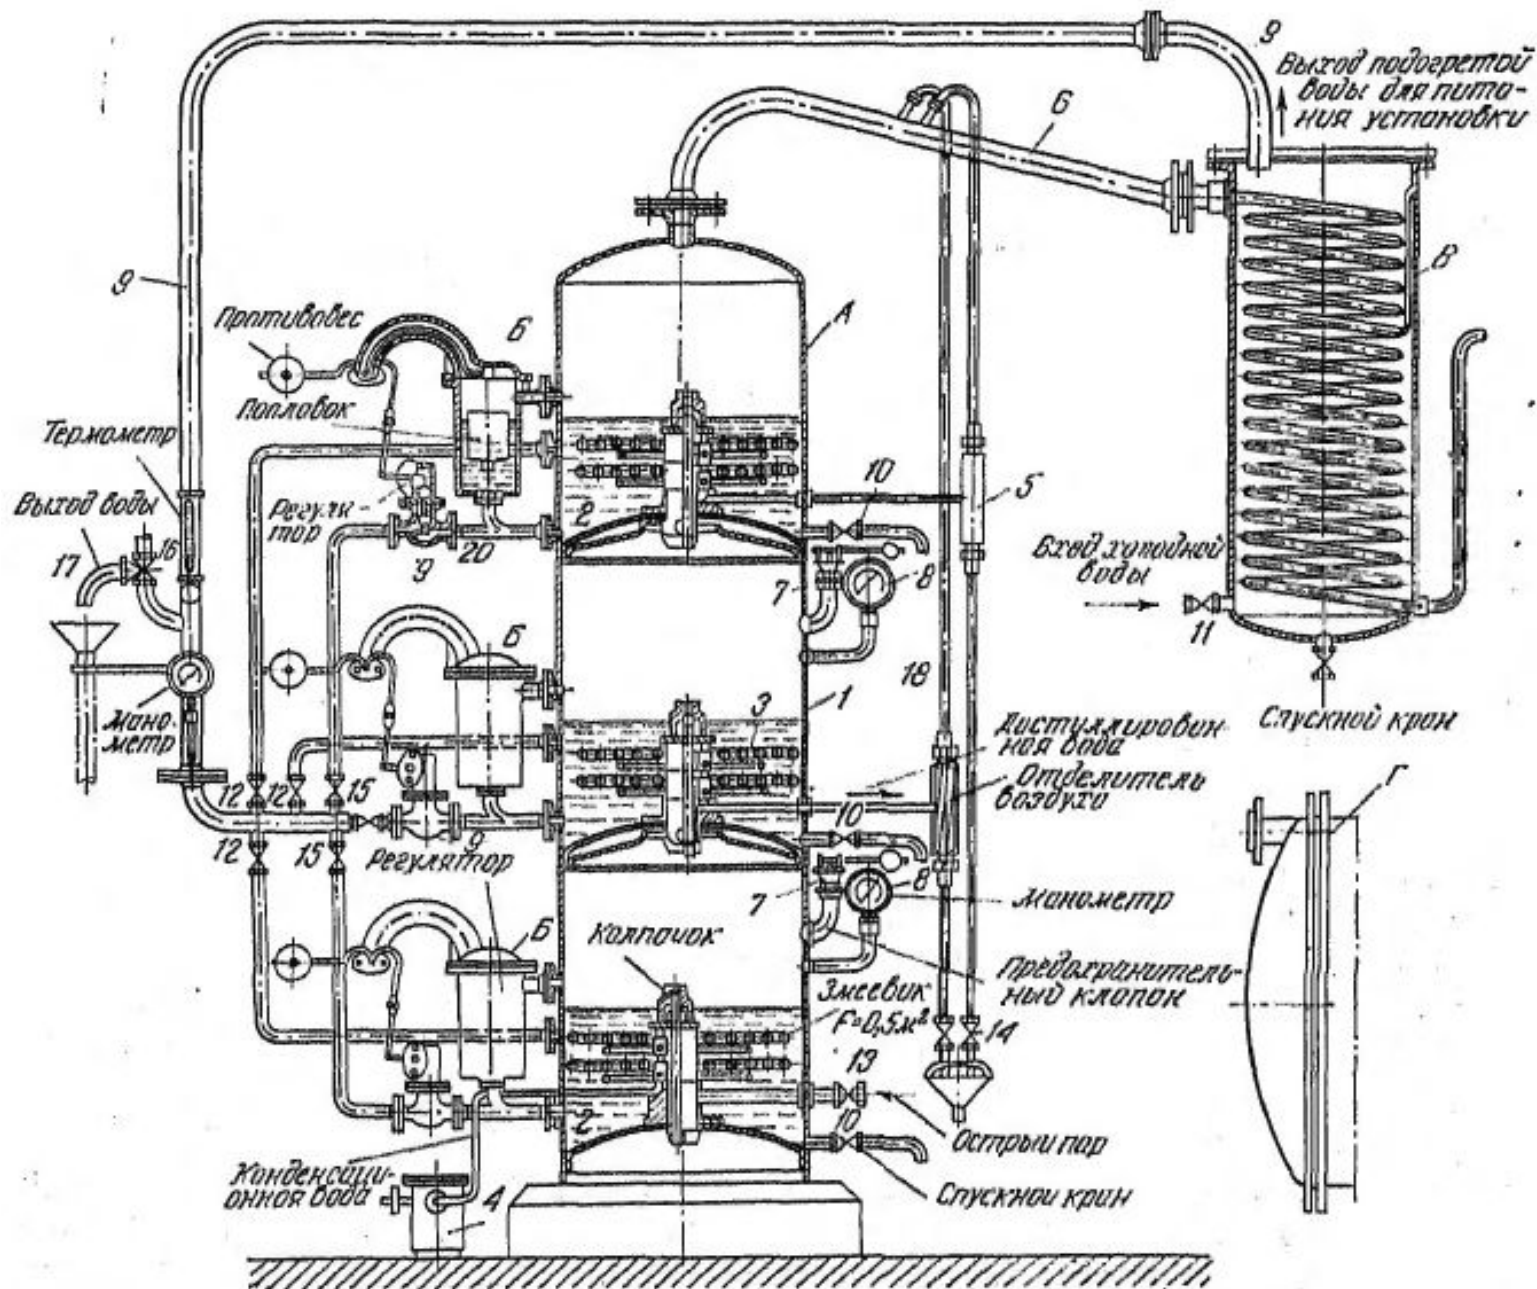 9
Выход подогретой
воды для пита-
ния установки
6
В
9
Противовес
Б
А
Поплавок
Термометр
Выход воды
10
5
Регуля
тор
2
17
16
20
9
Вход холодной
воды
7
8
11
Б
18
1
Спускной кран
3
Мано-
метр
Дистиллирован-
ная вода
Отделитель
воздуха
Г
12
12
15
10
12
15
9
Регулятор
7
8
Манометр
Б
Колпачок
Предохранитель-
ный клапан
Змеевик
F=0,5м²
14
13
2
10
Острый пар
Конденсаци-
онная вода
4
Спускной кран